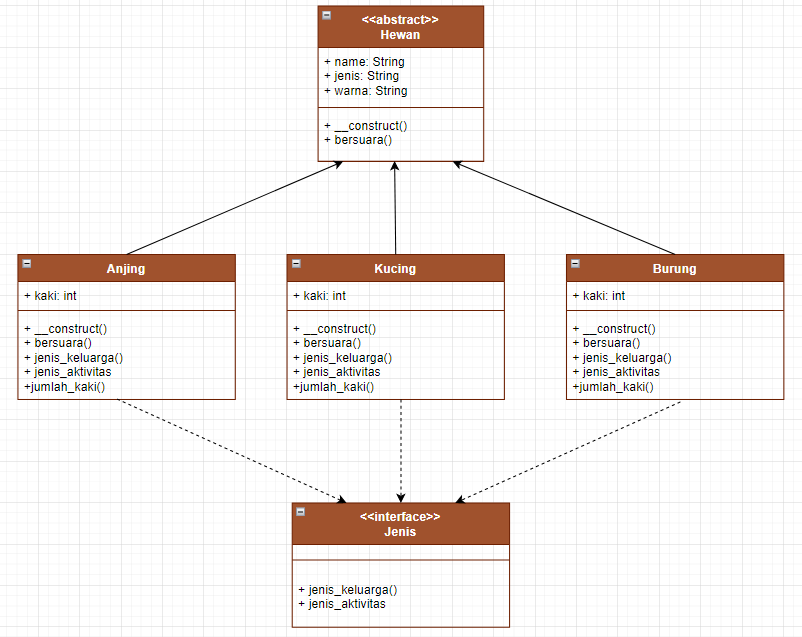 <<abstract>>
Hewan
+ name: String
+ jenis: String
+ warna: String
+ __construct()
+ bersuara()
Anjing
+ kaki: int
+ __construct()
+ bersuara()
+ jenis_keluarga()
+ jenis_aktivitas
+jumlah_kaki()
Kucing
+ kaki: int
+ __construct()
+ bersuara()
+ jenis_keluarga()
+ jenis_aktivitas
+jumlah_kaki()
Burung
+ kaki: int
+ __construct()
+ bersuara()
+ jenis_keluarga()
+ jenis_aktivitas
+jumlah_kaki()
<<interface>>
Jenis
+ jenis_keluarga()
+ jenis_aktivitas